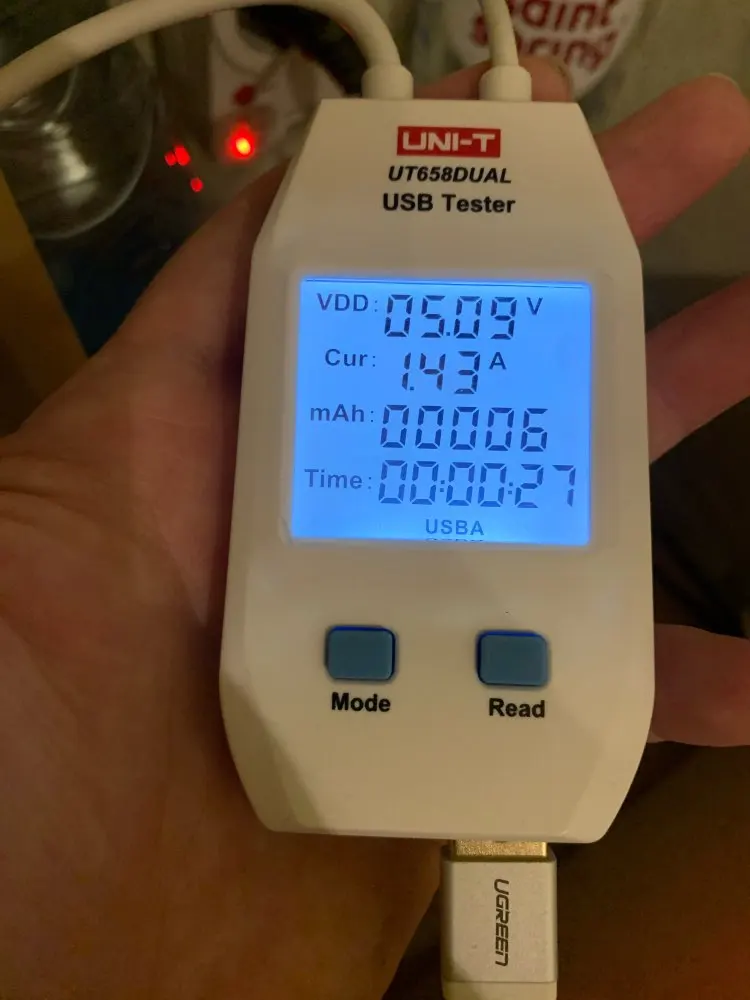 UNI-T
UT658DUAL
USB Tester
VDD: 05.09 V
Cur: 1.43 A
mAh: 00006
Time: 00:00:27
USBA
Mode
Read
UGREEN